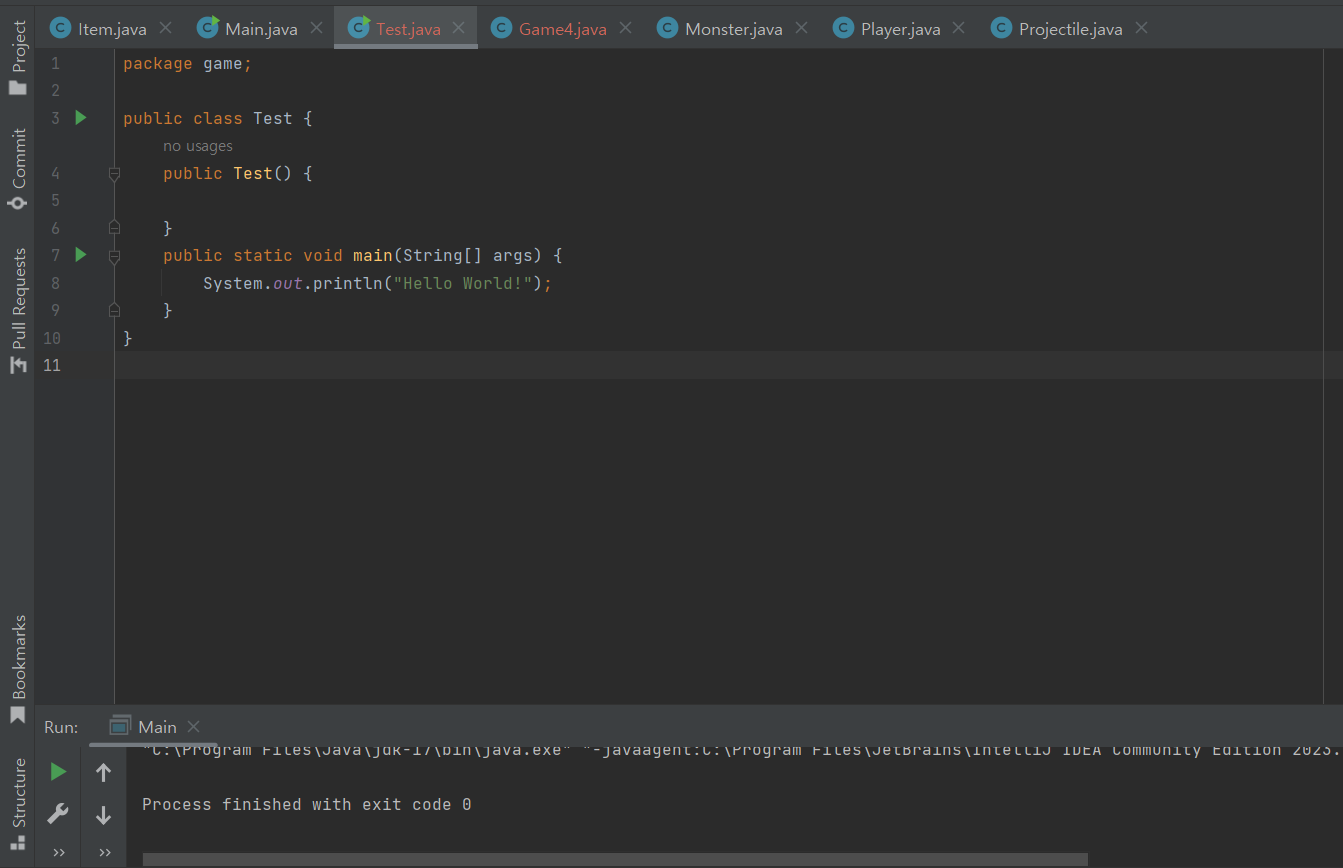 Item.java Main.java Test.java Game4.java Monster.java Player.java Projectile.java
Project
Commit
Pull Requests
Bookmarks
Structure
1 package game;
2
3 public class Test {
no usages
4 public Test() {
5
6 }
7 public static void main(String[] args) {
8 System.out.println("Hello World!");
9 }
10 }
11
Run: Main
"C:\Program Files\Java\jdk-17\bin\java.exe" "-javaagent:C:\Program Files\JetBrains\IntelliJ IDEA Community Edition 2023.
Process finished with exit code 0